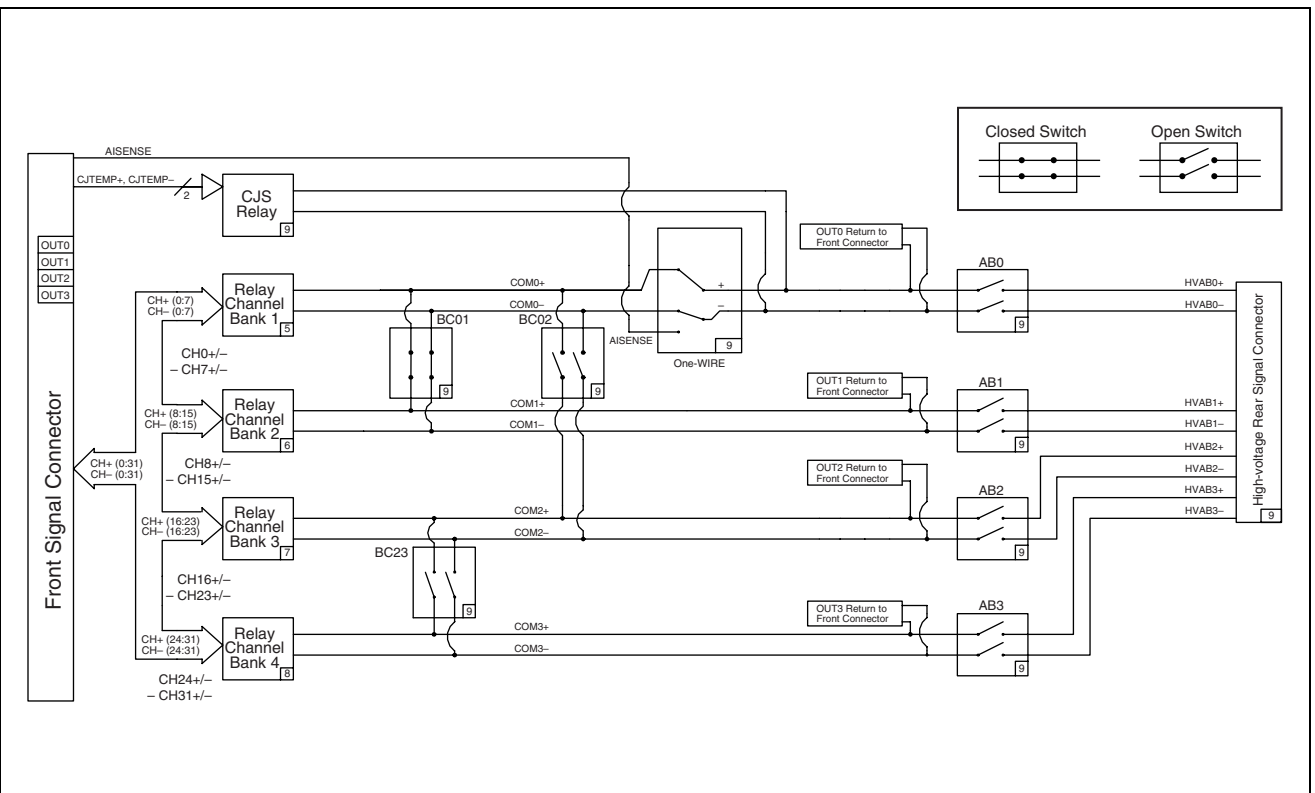 Closed Switch
Open Switch
AISENSE
CJTEMP+, CJTEMP–
2
CJS
Relay
9
OUT0
OUT1
OUT2
OUT3
Front Signal Connector
CH+ (0:31)
CH– (0:31)
CH+ (0:7)
CH– (0:7)
Relay
Channel
Bank 1
5
CH0+/–
– CH7+/–
CH+ (8:15)
CH– (8:15)
Relay
Channel
Bank 2
6
CH8+/–
– CH15+/–
CH+ (16:23)
CH– (16:23)
Relay
Channel
Bank 3
7
CH16+/–
– CH23+/–
CH+ (24:31)
CH– (24:31)
Relay
Channel
Bank 4
8
CH24+/–
– CH31+/–
COM0+
COM0–
BC01
9
BC02
9
AISENSE
+
–
9
One-WIRE
COM1+
COM1–
COM2+
COM2–
BC23
9
COM3+
COM3–
OUT0 Return to
Front Connector
AB0
9
OUT1 Return to
Front Connector
AB1
9
OUT2 Return to
Front Connector
AB2
9
OUT3 Return to
Front Connector
AB3
9
HVAB0+
HVAB0–
HVAB1+
HVAB1–
HVAB2+
HVAB2–
HVAB3+
HVAB3–
High-voltage Rear Signal Connector
9